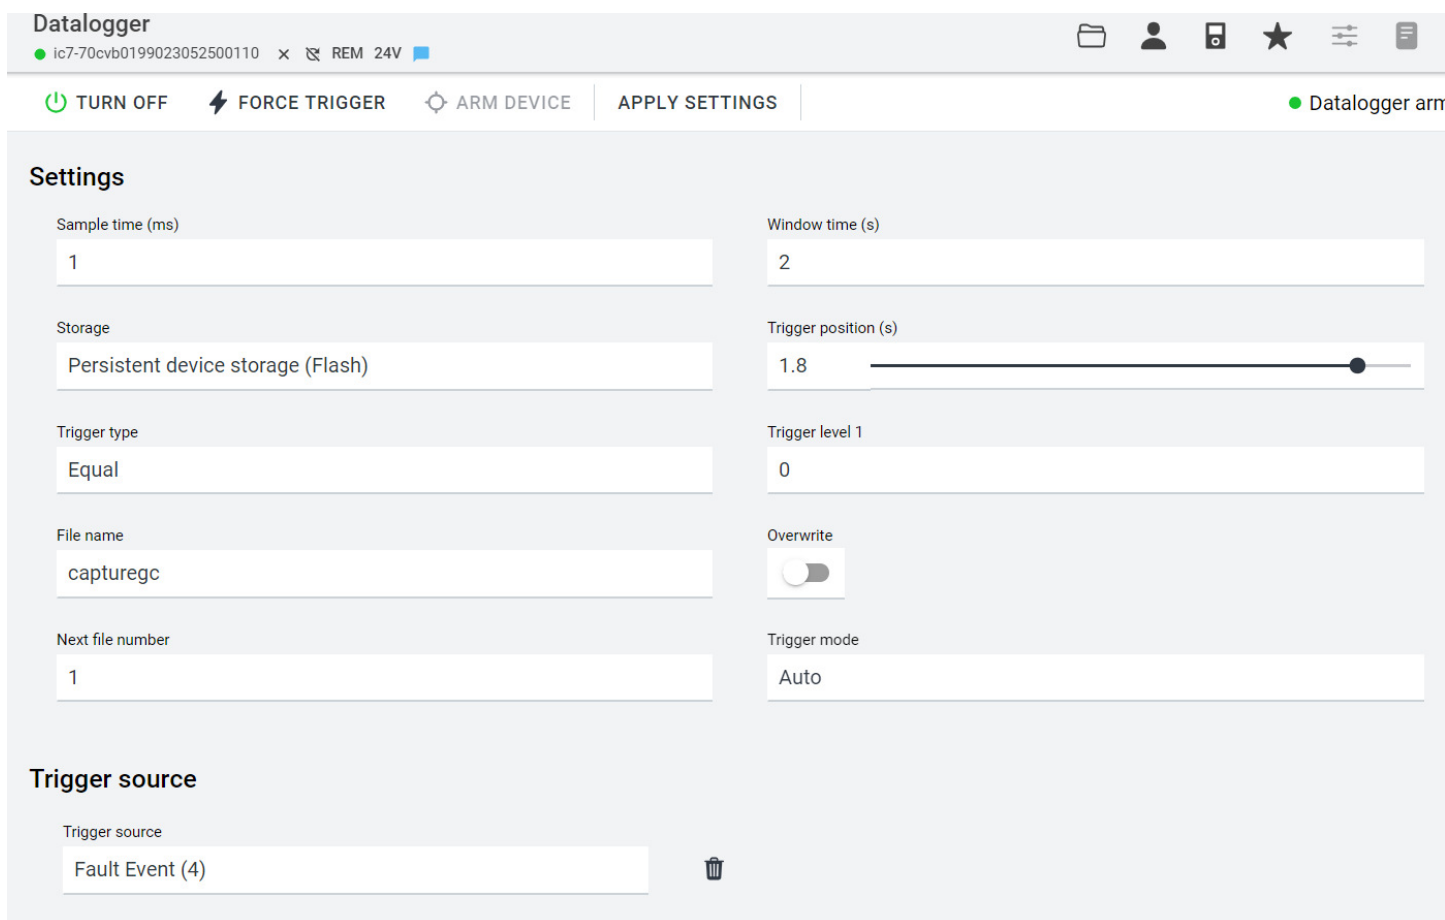 Datalogger
ic7-70cvb0199023052500110 REM 24V
TURN OFF FORCE TRIGGER ARM DEVICE APPLY SETTINGS Datalogger arm
Settings
Sample time (ms) Window time (s)
1 2
Storage Trigger position (s)
Persistent device storage (Flash) 1.8
Trigger type Trigger level 1
Equal 0
File name Overwrite
capturegc
Next file number Trigger mode
1 Auto
Trigger source
Trigger source
Fault Event (4)